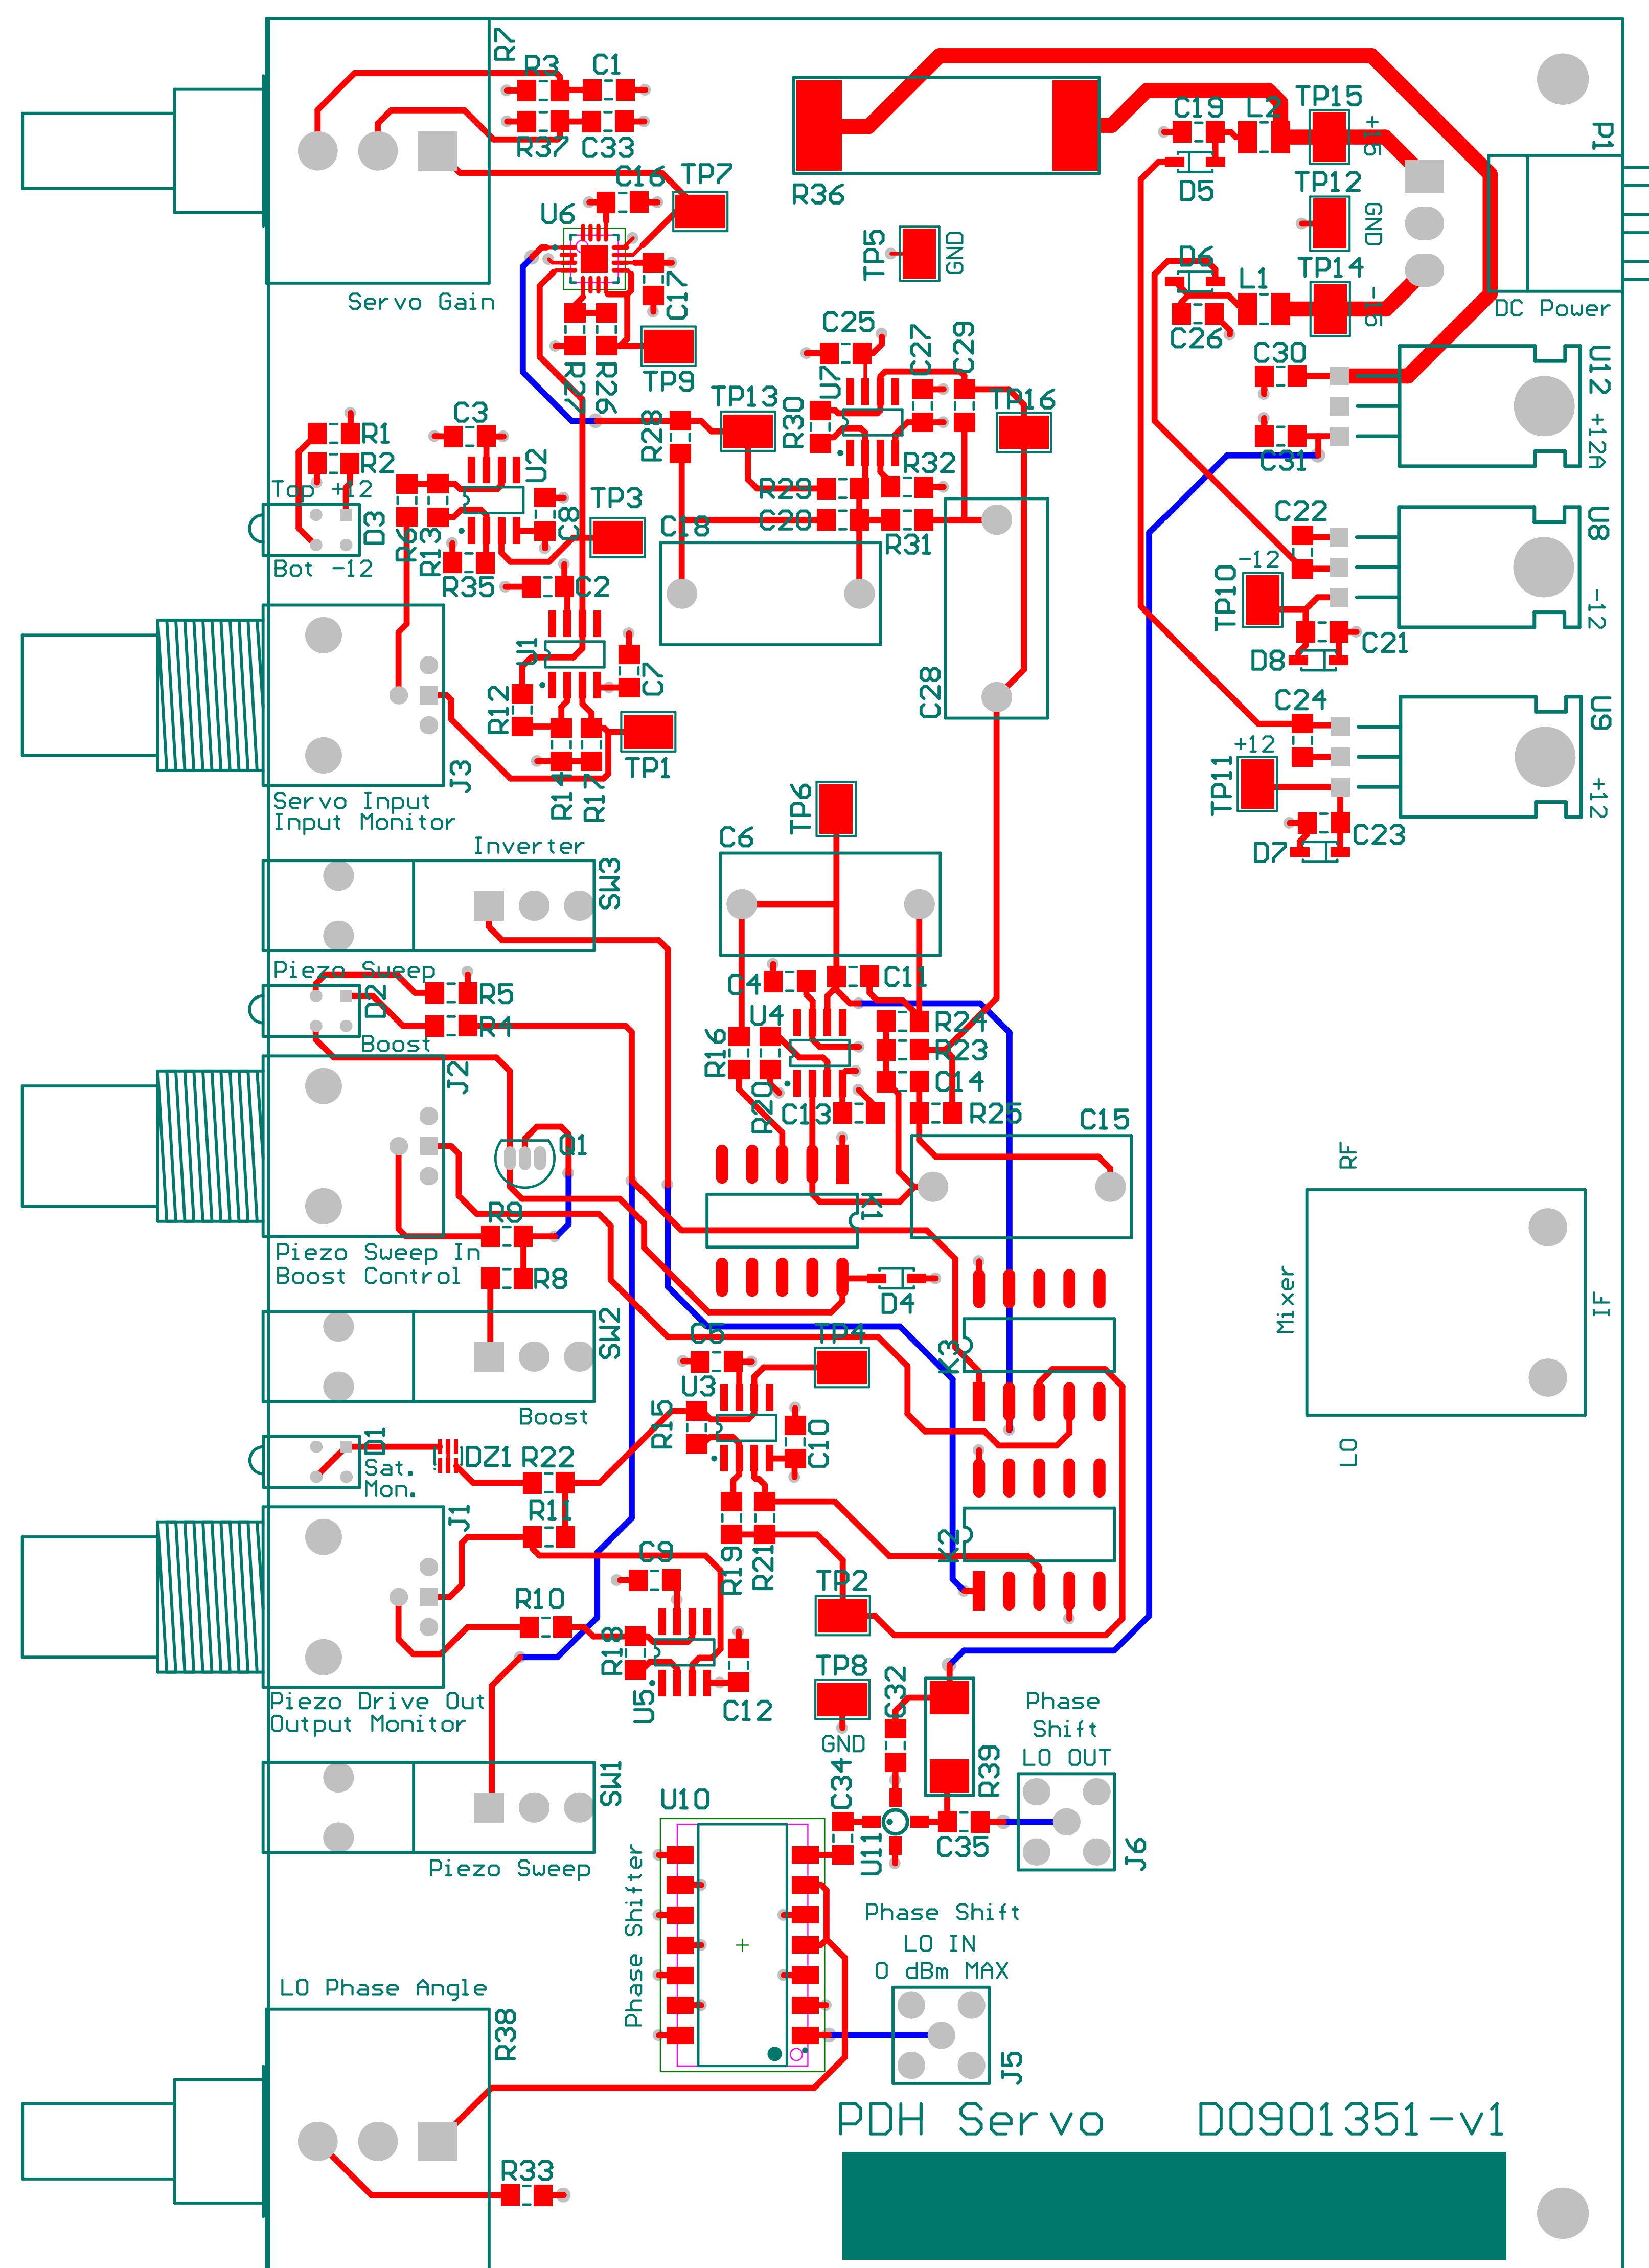 R7
R3
C1
R37
C33
C16
TP7
U6
C17
R36
TP5
GND
C19
L2
TP15
+15
P1
D5
TP12
GND
D6
L1
TP14
-15
C26
DC Power
Servo Gain
R27
R26
TP9
C25
C27
C29
U7
TP13
R30
TP16
R28
C30
U12
+12A
C31
R1
R2
C3
U2
Top +12
D3
Bot -12
R6
R13
R35
C8
TP3
C2
R29
R32
C20
R31
C18
C22
U8
-12
TP10
-12
C21
D8
U1
C7
R12
C28
R14
R17
TP1
J3
C24
U9
+12
TP11
+12
C23
D7
Servo Input
Input Monitor
Inverter
SW3
TP6
C6
Piezo Sweep
D2
R5
R4
Boost
C4
C11
U4
R24
R16
R23
C14
R20
C13
R25
C15
J2
Q1
R9
K1
Piezo Sweep In
Boost Control
R8
D4
RF
Mixer
IF
LO
SW2
C5
TP4
K3
Boost
U3
R15
C10
D1
Sat.
Mon.
DZ1
R22
R11
J1
K2
C9
R19
R21
TP2
R10
R18
U5
C12
TP8
GND
C32
R39
Phase
Shift
LO OUT
Piezo Drive Out
Output Monitor
SW1
Piezo Sweep
U10
C34
U11
C35
J6
Phase Shifter
Phase Shift
LO IN
0 dBm MAX
J5
LO Phase Angle
R38
R33
PDH Servo D0901351-v1